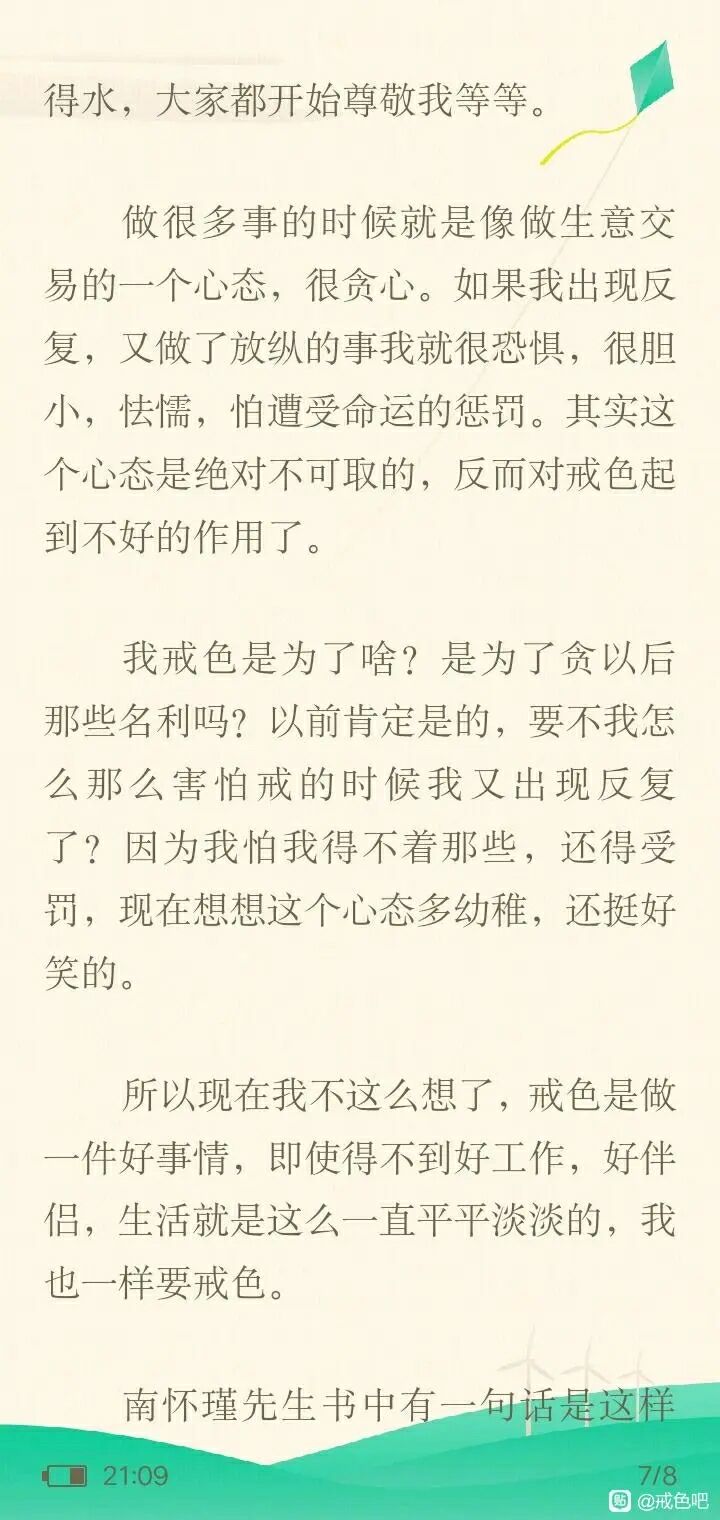 得水，大家都开始尊敬我等等。
做很多事的时候就是像做生意交
易的一个心态，很贪心。如果我出现反
复，又做了放纵的事我就很恐惧，很胆
小，怯懦，怕遭受命运的惩罚。其实这
个心态是绝对不可取的，反而对戒色起
到不好的作用了。
我戒色是为了啥？是为了贪以后
那些名利吗？以前肯定是的，要不我怎
么那么害怕戒的时候我又出现反复
了？因为我怕我得不着那些，还得受
罚，现在想想这个心态多幼稚，还挺好
笑的。
所以现在我不这么想了，戒色是做
一件好事情，即使得不到好工作，好伴
侣，生活就是这么一直平平淡淡的，我
也一样要戒色。
南怀瑾先生书中有一句话是这样
21:09
7/8
贴 @戒色吧